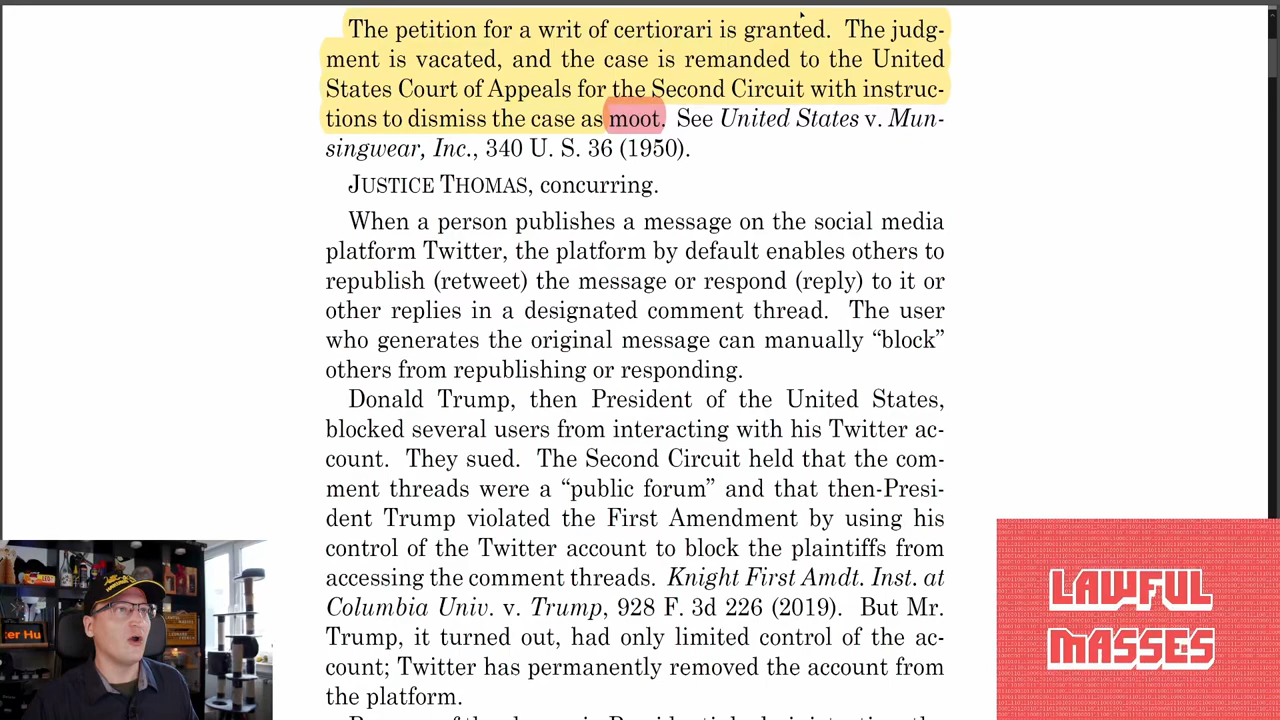 The petition for a writ of certiorari is granted. The judg-
ment is vacated, and the case is remanded to the United
States Court of Appeals for the Second Circuit with instruc-
tions to dismiss the case as moot. See United States v. Mun-
singwear, Inc., 340 U. S. 36 (1950).
JUSTICE THOMAS, concurring.
When a person publishes a message on the social media
platform Twitter, the platform by default enables others to
republish (retweet) the message or respond (reply) to it or
other replies in a designated comment thread. The user
who generates the original message can manually “block”
others from republishing or responding.
Donald Trump, then President of the United States,
blocked several users from interacting with his Twitter ac-
count. They sued. The Second Circuit held that the com-
ment threads were a “public forum” and that then-Presi-
dent Trump violated the First Amendment by using his
control of the Twitter account to block the plaintiffs from
accessing the comment threads. Knight First Amdt. Inst. at
Columbia Univ. v. Trump, 928 F. 3d 226 (2019). But Mr.
Trump, it turned out, had only limited control of the ac-
count; Twitter has permanently removed the account from
the platform.
ter Hu
LAWFUL
MASSES